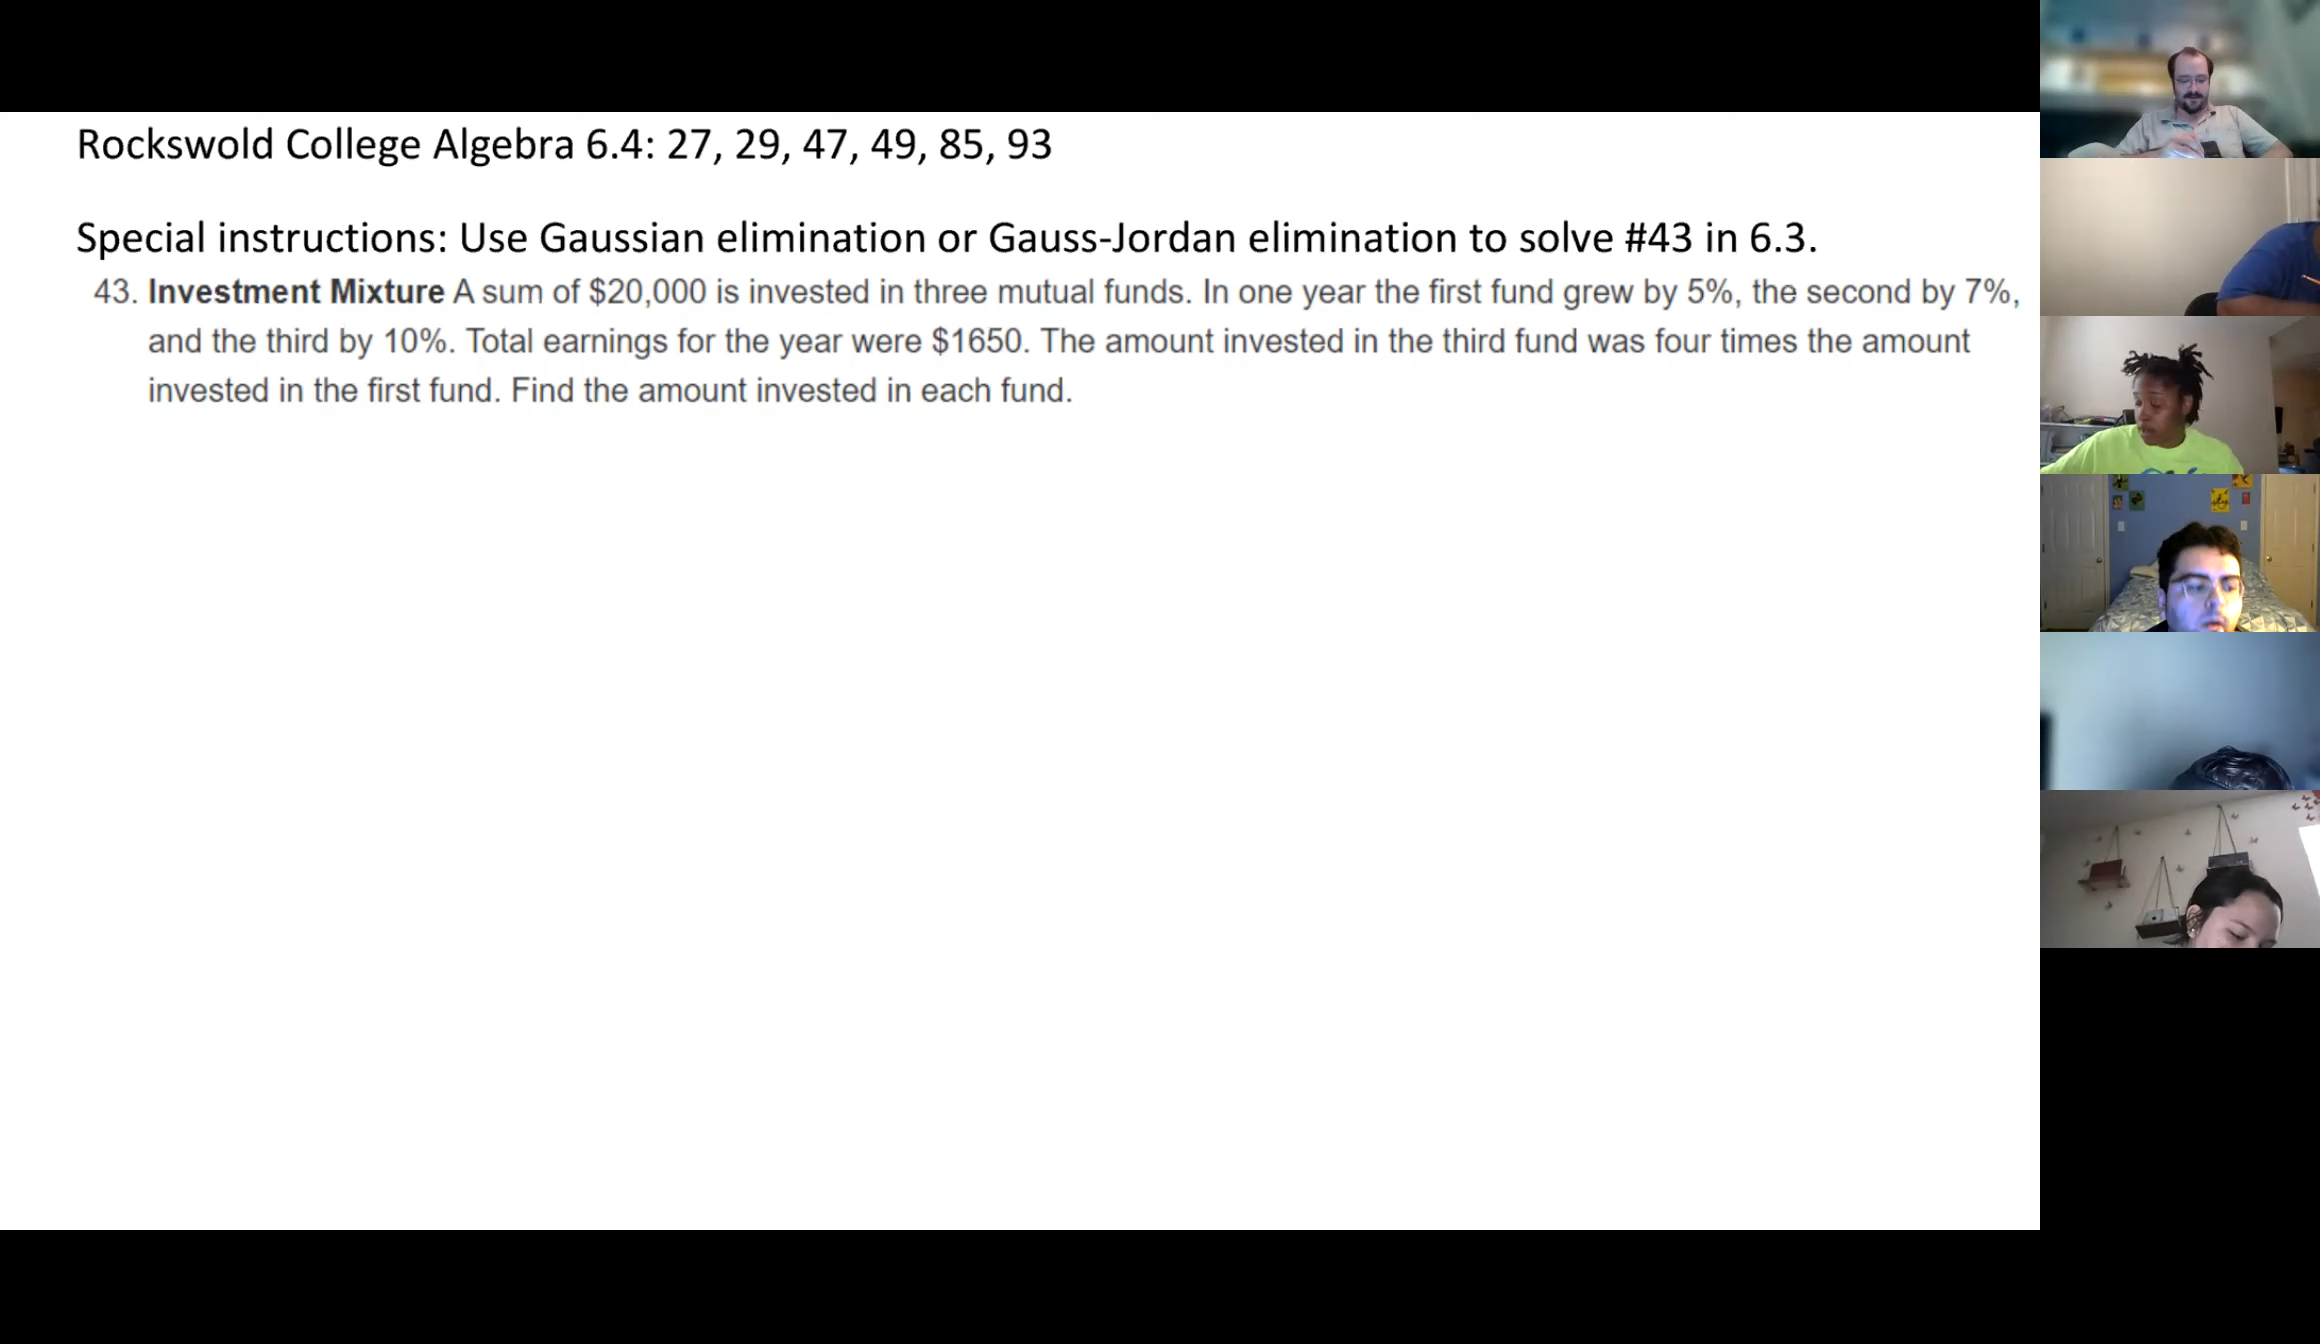 Rockswold College Algebra 6.4: 27, 29, 47, 49, 85, 93
Special instructions: Use Gaussian elimination or Gauss-Jordan elimination to solve #43 in 6.3.
43. Investment Mixture A sum of $20,000 is invested in three mutual funds. In one year the first fund grew by 5%, the second by 7%,
and the third by 10%. Total earnings for the year were $1650. The amount invested in the third fund was four times the amount
invested in the first fund. Find the amount invested in each fund.